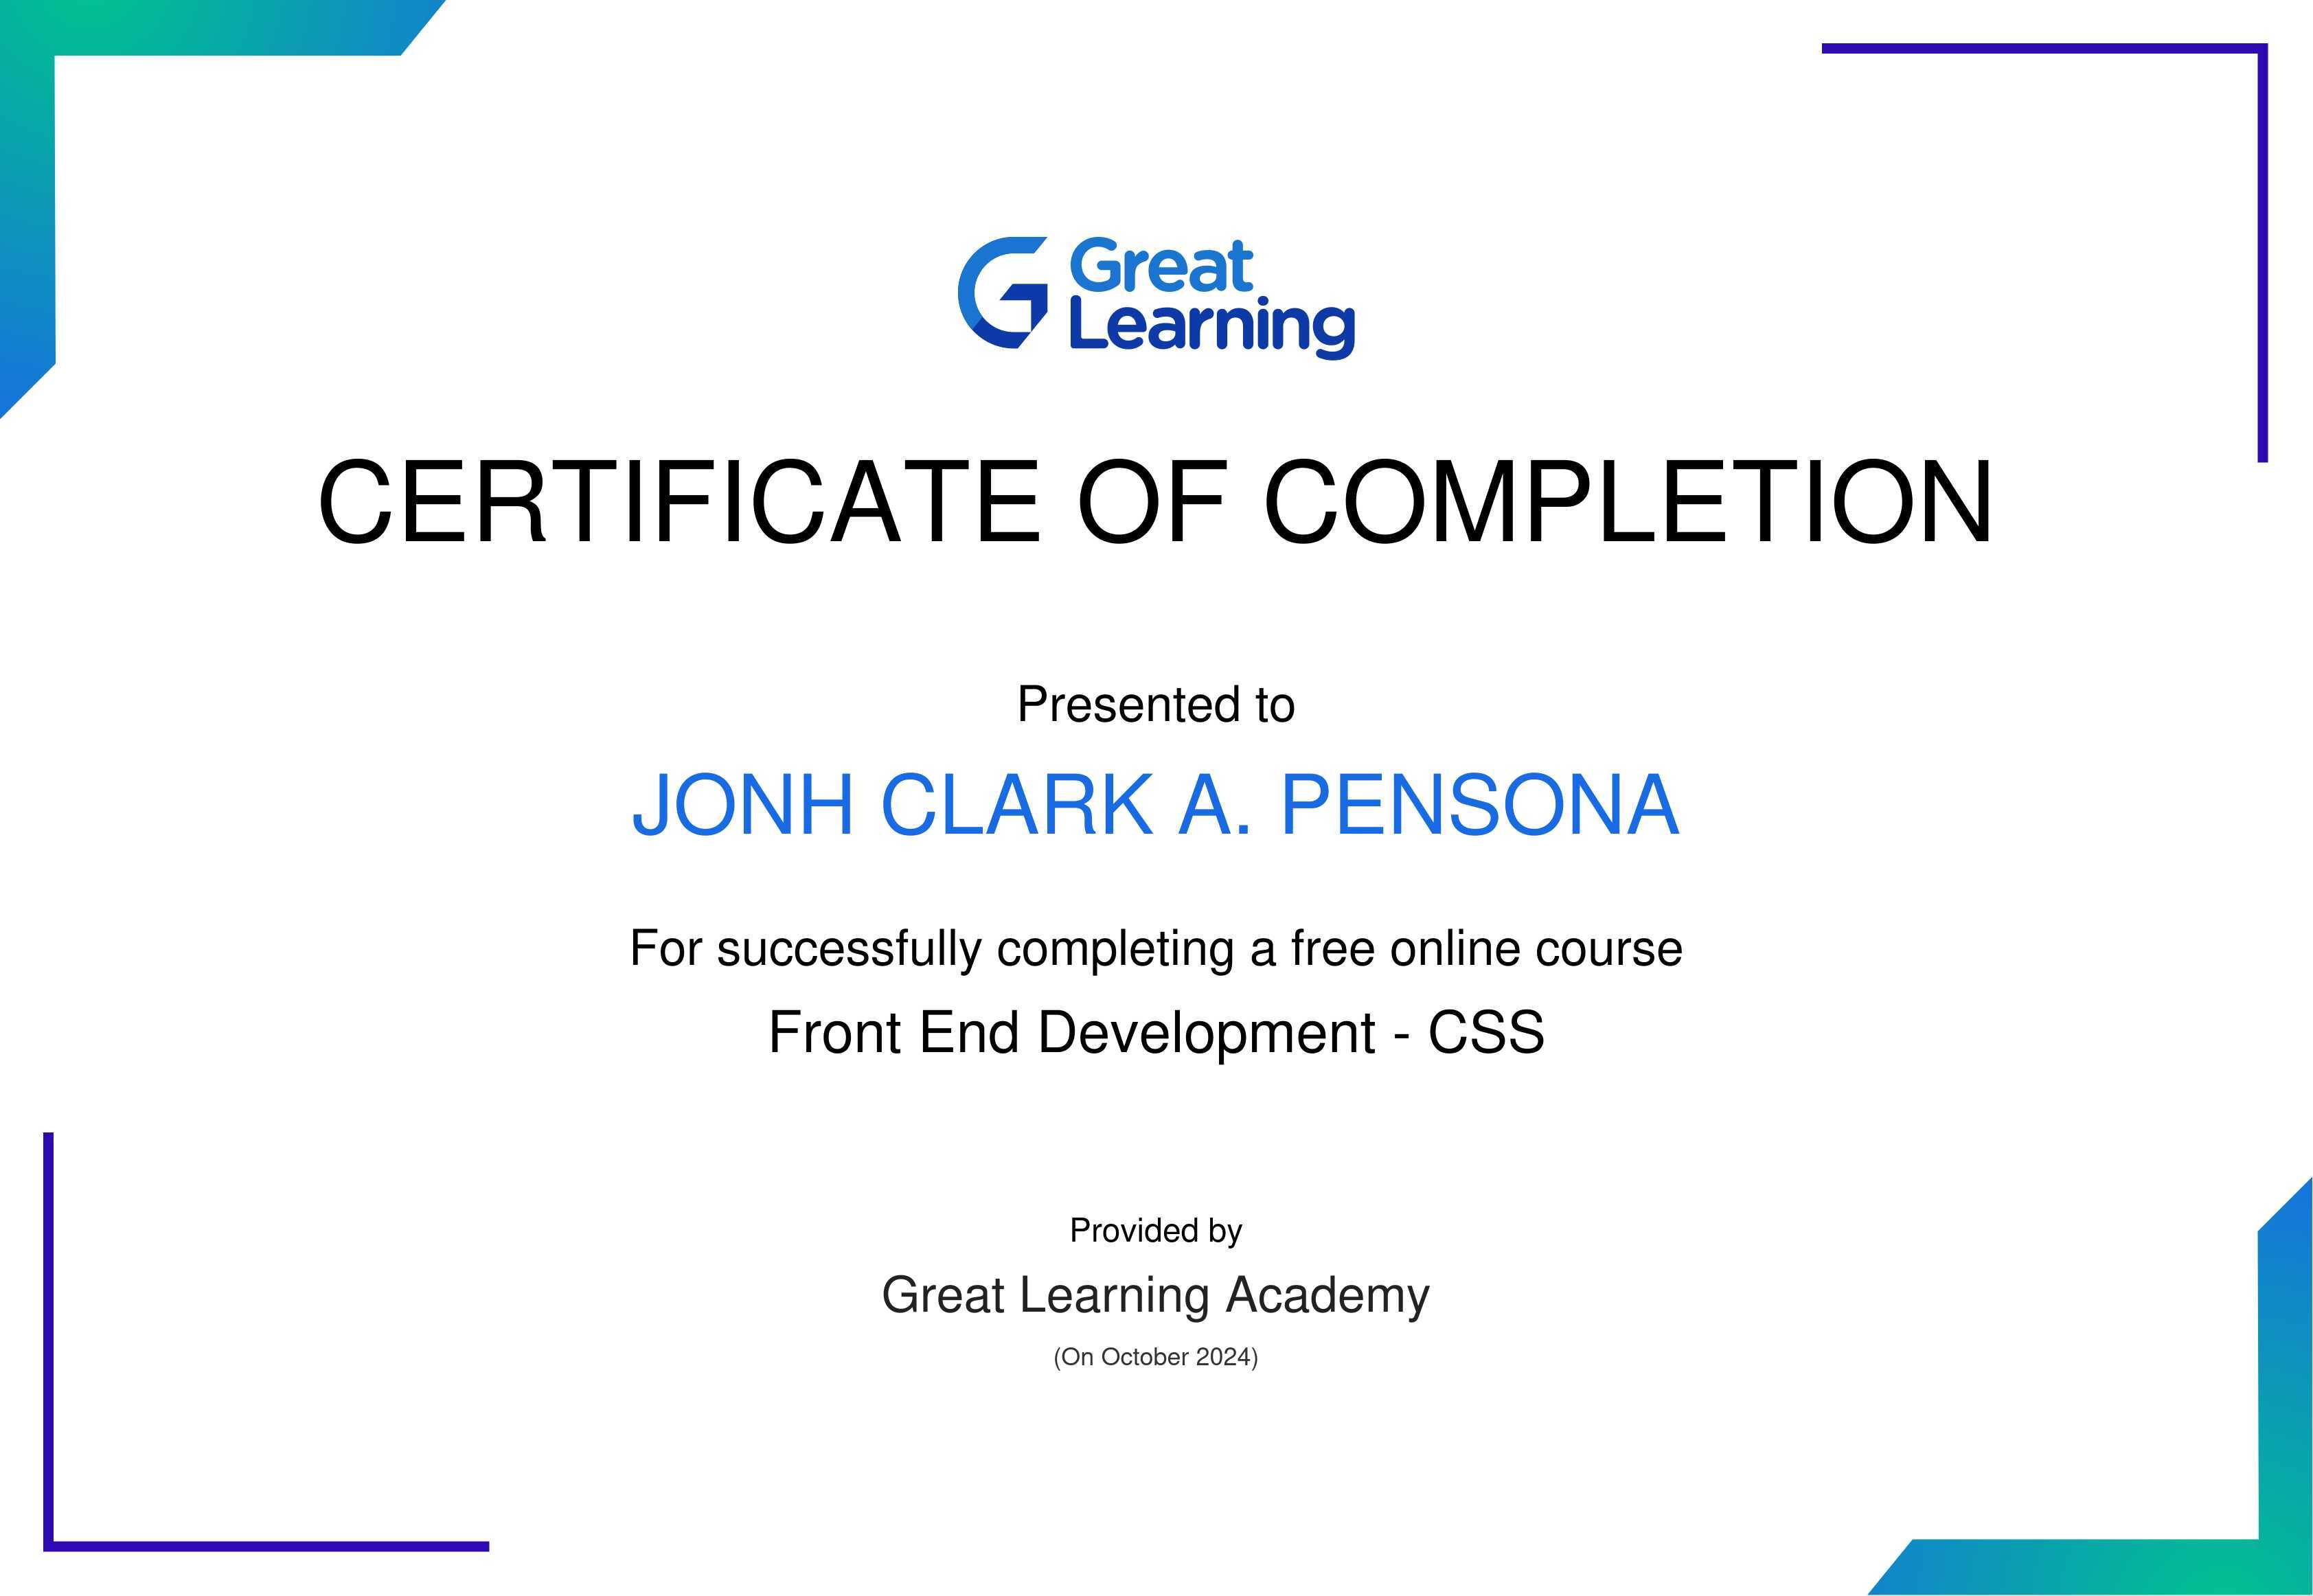 Great
Learning
CERTIFICATE OF COMPLETION
Presented to
JONH CLARK A. PENSONA
For successfully completing a free online course
Front End Development - CSS
Provided by
Great Learning Academy
(On October 2024)